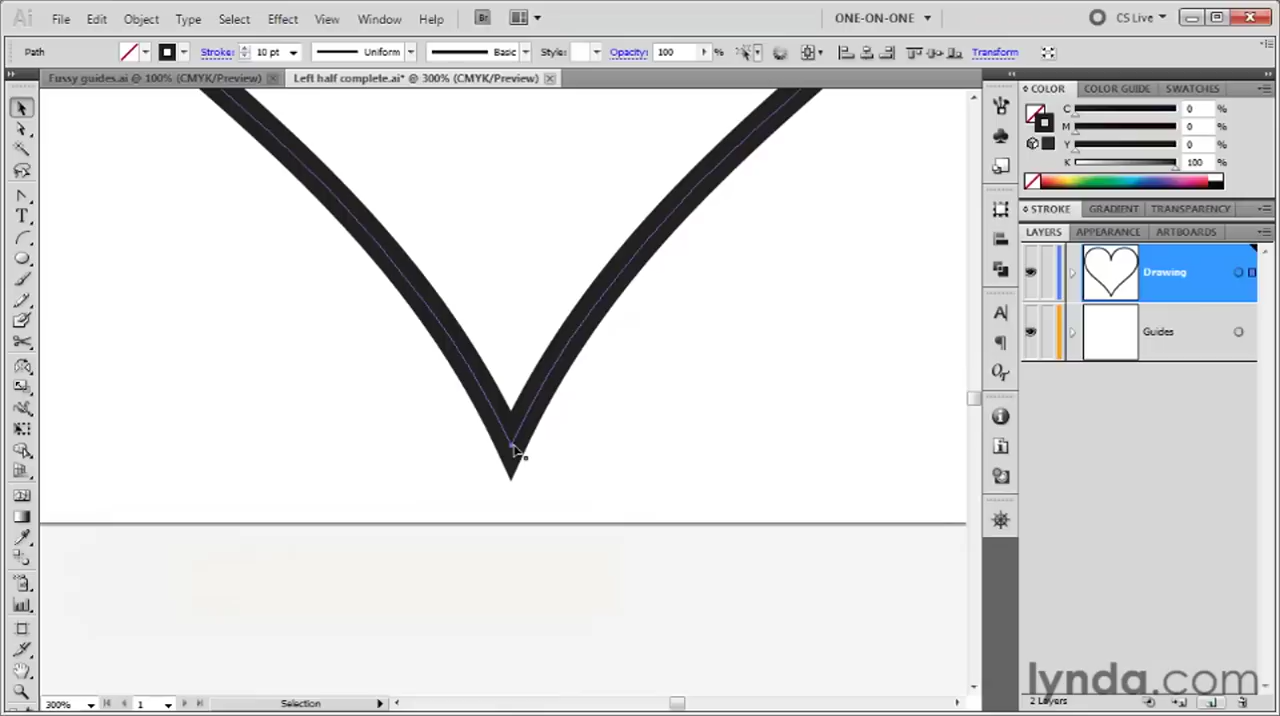 Ai File Edit Object Type Select Effect View Window Help Br ONE-ON-ONE CS Live
Path Stroke: 10 pt Uniform Basic Style: Opacity: 100 % Transform
Fussy guides.ai @ 100% (CMYK/Preview) Left half complete.ai* @ 300% (CMYK/Preview)
COLOR COLOR GUIDE SWATCHES
C 0 %
M 0 %
Y 0 %
K 100 %
STROKE GRADIENT TRANSPARENCY
LAYERS APPEARANCE ARTBOARDS
Drawing
Guides
lynda.com
2 Layers
300% 1 Selection